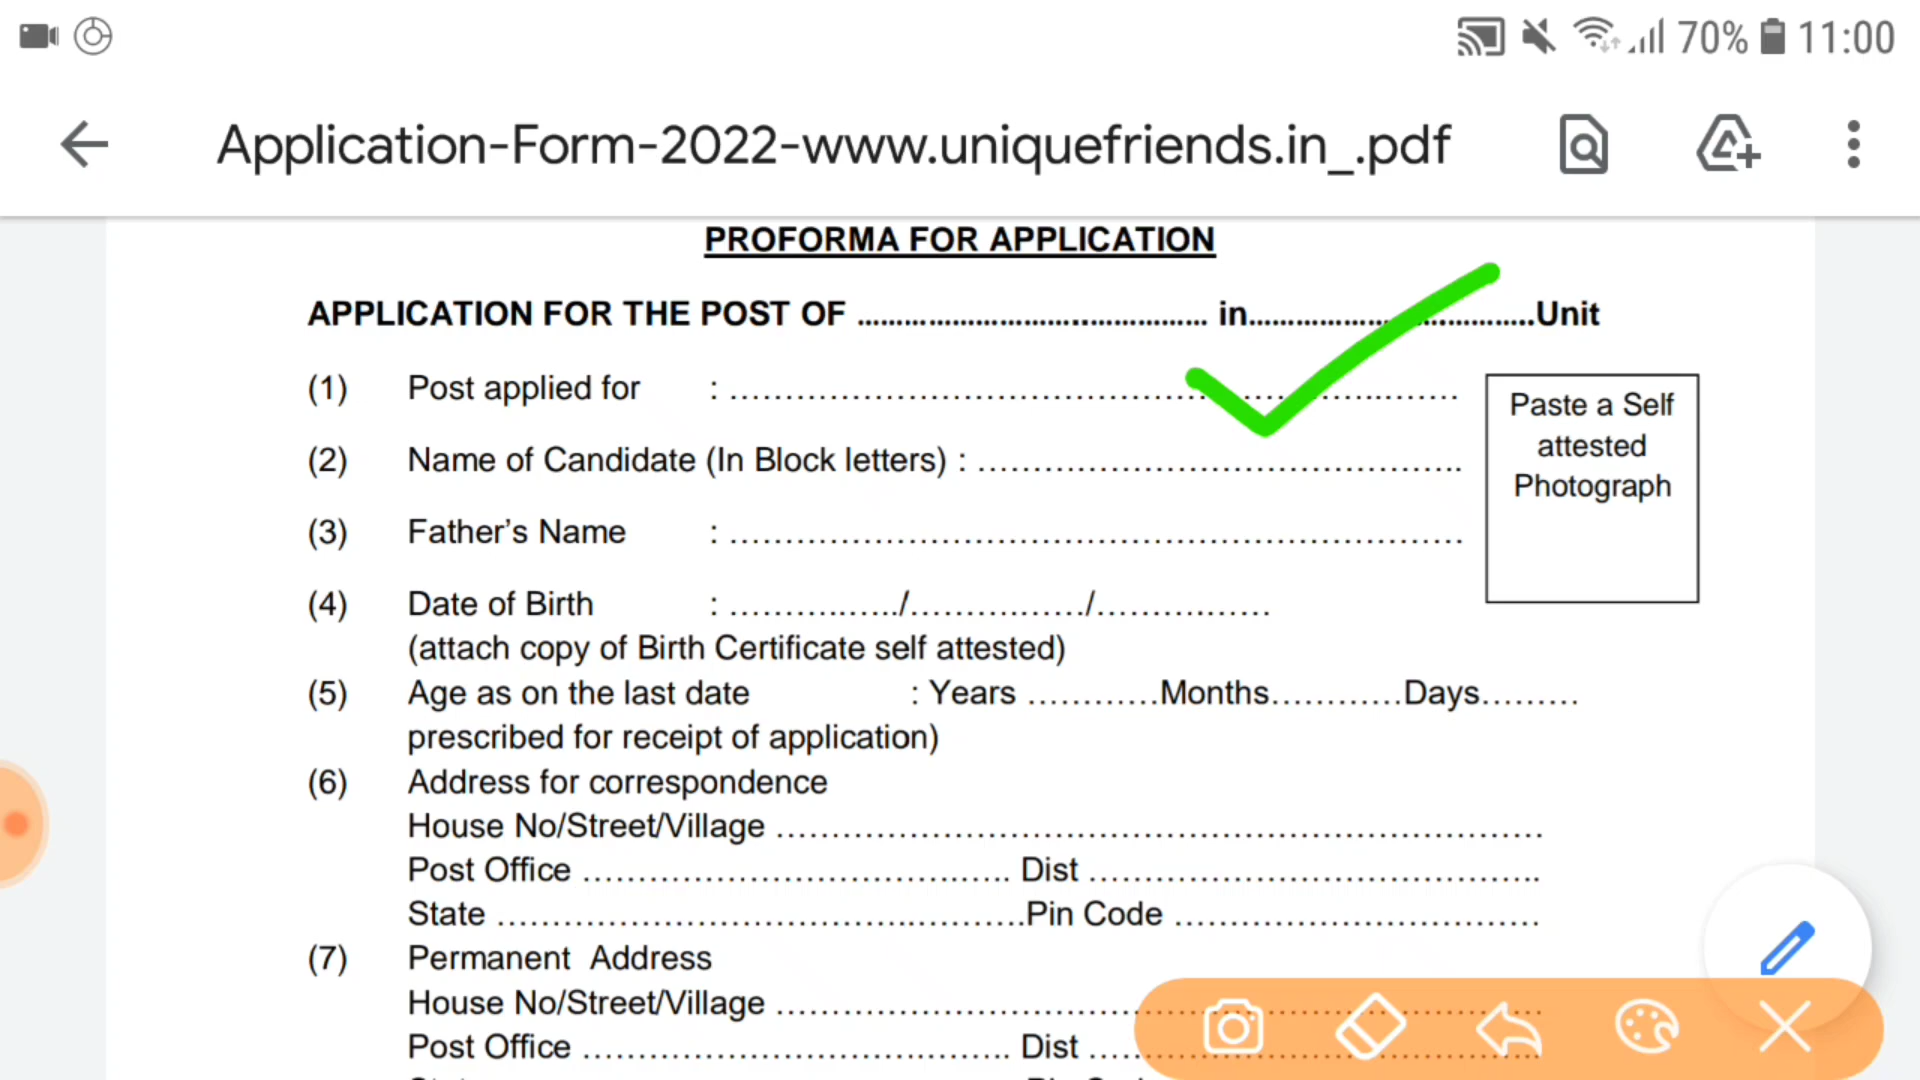 70% 11:00
Application-Form-2022-www.uniquefriends.in_.pdf
PROFORMA FOR APPLICATION
APPLICATION FOR THE POST OF ........................................ in...................................Unit
(1) Post applied for : ........................................................................
(2) Name of Candidate (In Block letters) : ................................................
Paste a Self
attested
Photograph
(3) Father’s Name : ........................................................................
(4) Date of Birth : ................/................/................
(attach copy of Birth Certificate self attested)
(5) Age as on the last date : Years ............Months............Days.........
prescribed for receipt of application)
(6) Address for correspondence
House No/Street/Village ........................................................................
Post Office ........................................ Dist ........................................
State ................................................Pin Code ..................................
(7) Permanent Address
House No/Street/Village ........................................................................
Post Office ........................................ Dist .....